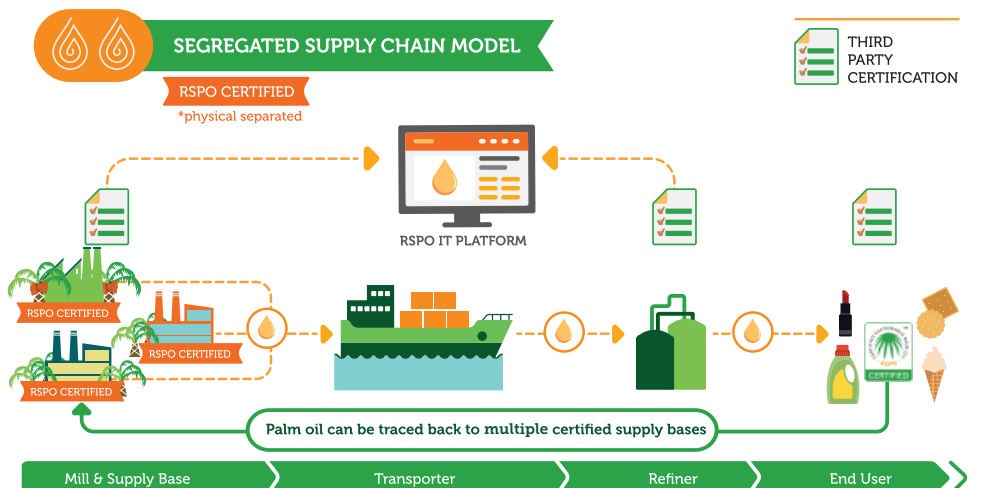 SEGREGATED SUPPLY CHAIN MODEL
RSPO CERTIFIED
*physical separated
THIRD
PARTY
CERTIFICATION
RSPO IT PLATFORM
RSPO CERTIFIED
RSPO CERTIFIED
RSPO CERTIFIED
CERTIFIED
Palm oil can be traced back to multiple certified supply bases
Mill & Supply Base
Transporter
Refiner
End User